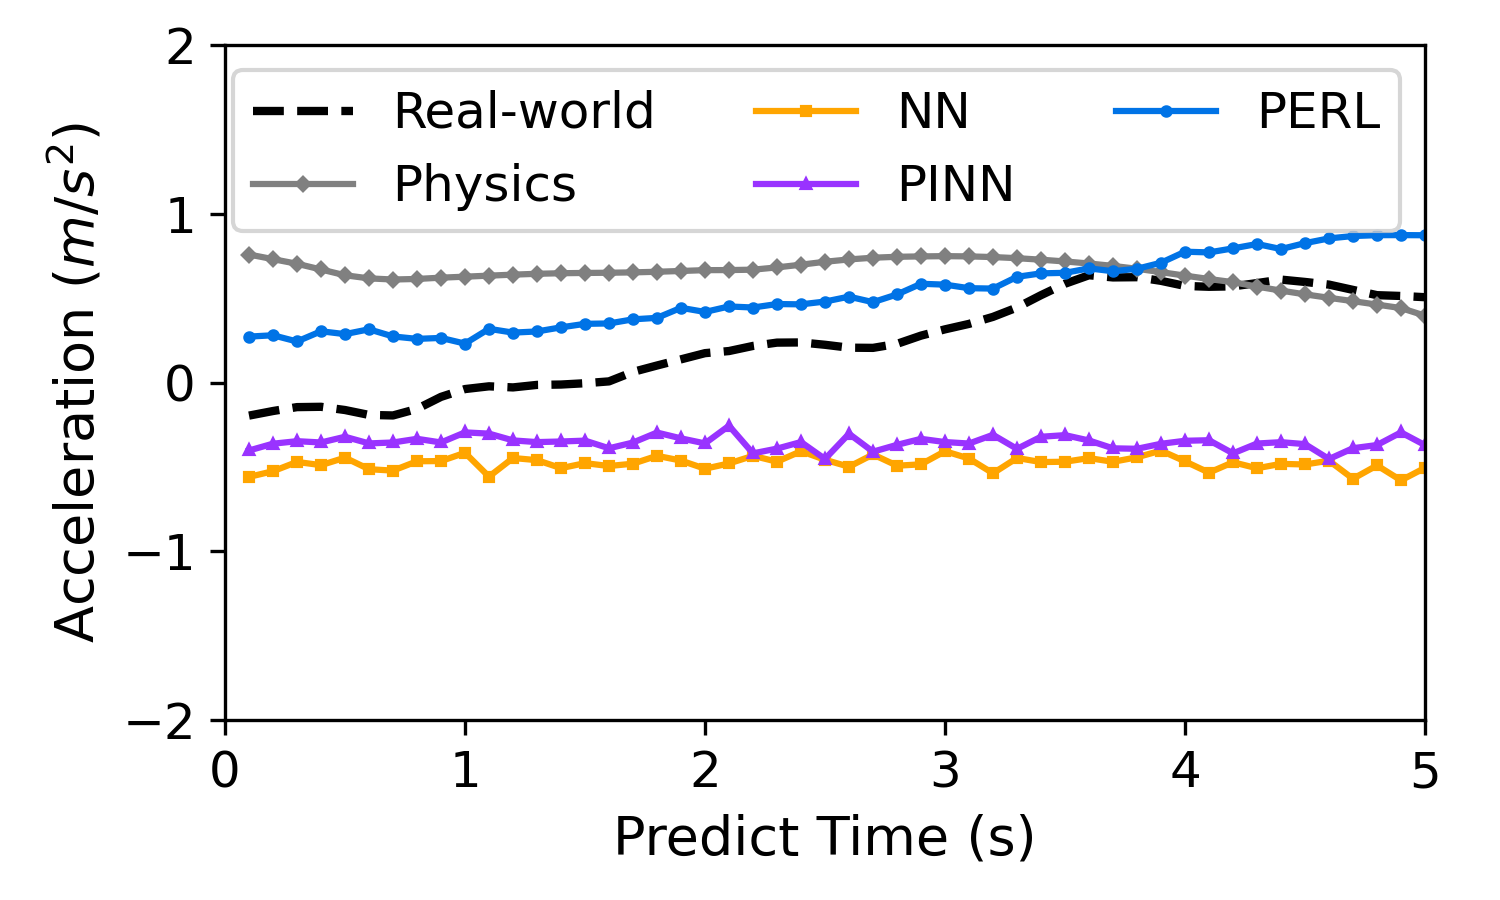 2
1
0
−1
−2
Acceleration (m/s²)
Real-world
Physics
NN
PINN
PERL
0 1 2 3 4 5
Predict Time (s)